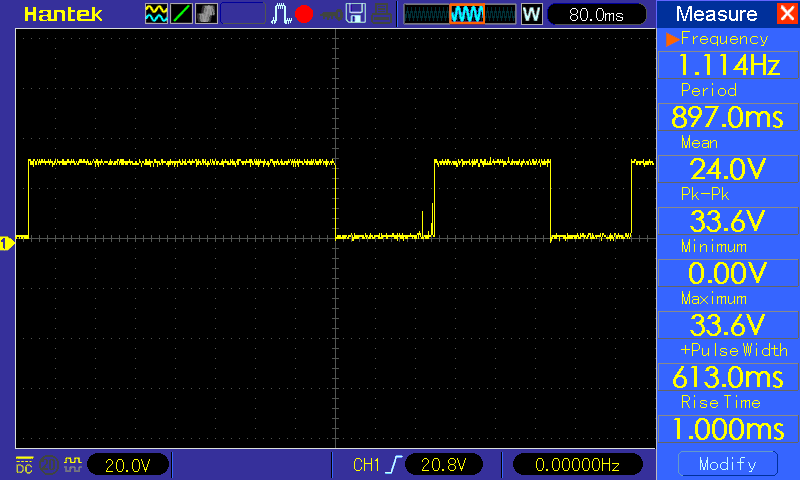 Hantek
W 80.0ms
Measure
Frequency
1.114Hz
Period
897.0ms
Mean
24.0V
Pk-Pk
33.6V
Minimum
0.00V
Maximum
33.6V
+Pulse Width
613.0ms
Rise Time
1.000ms
Modify
1
DC 20.0V CH1 20.8V 0.00000Hz